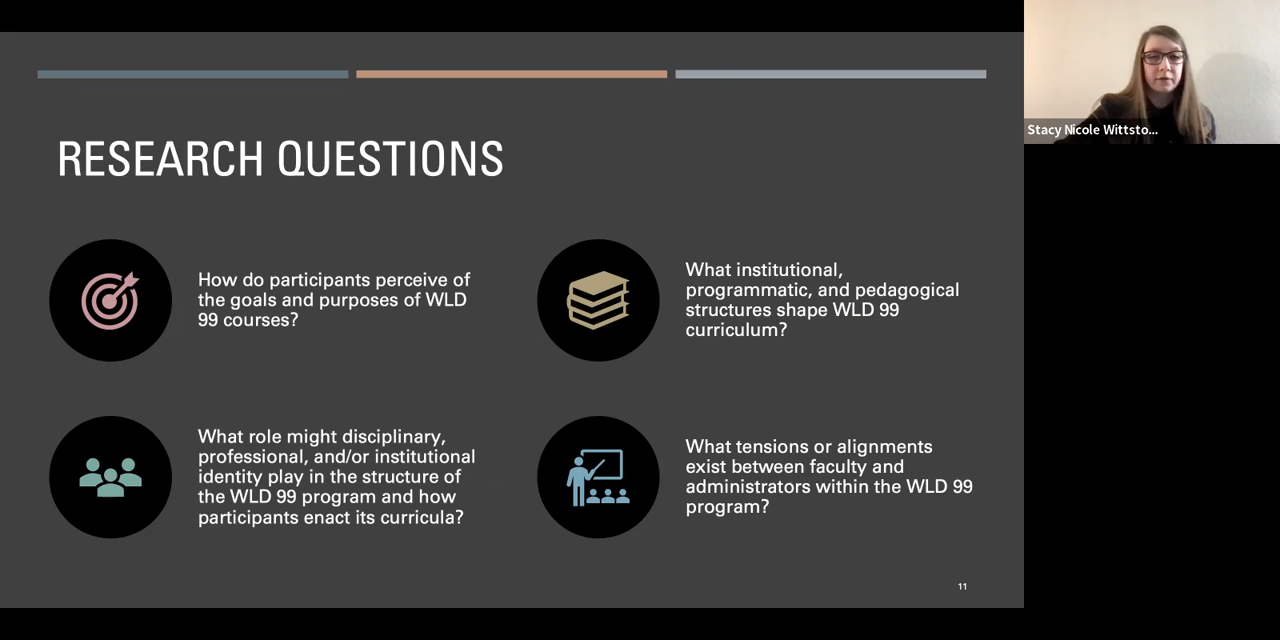 RESEARCH QUESTIONS
How do participants perceive of
the goals and purposes of WLD
99 courses?
What institutional,
programmatic, and pedagogical
structures shape WLD 99
curriculum?
What role might disciplinary,
professional, and/or institutional
identity play in the structure of
the WLD 99 program and how
participants enact its curricula?
What tensions or alignments
exist between faculty and
administrators within the WLD 99
program?
11
Stacy Nicole Wittsto...